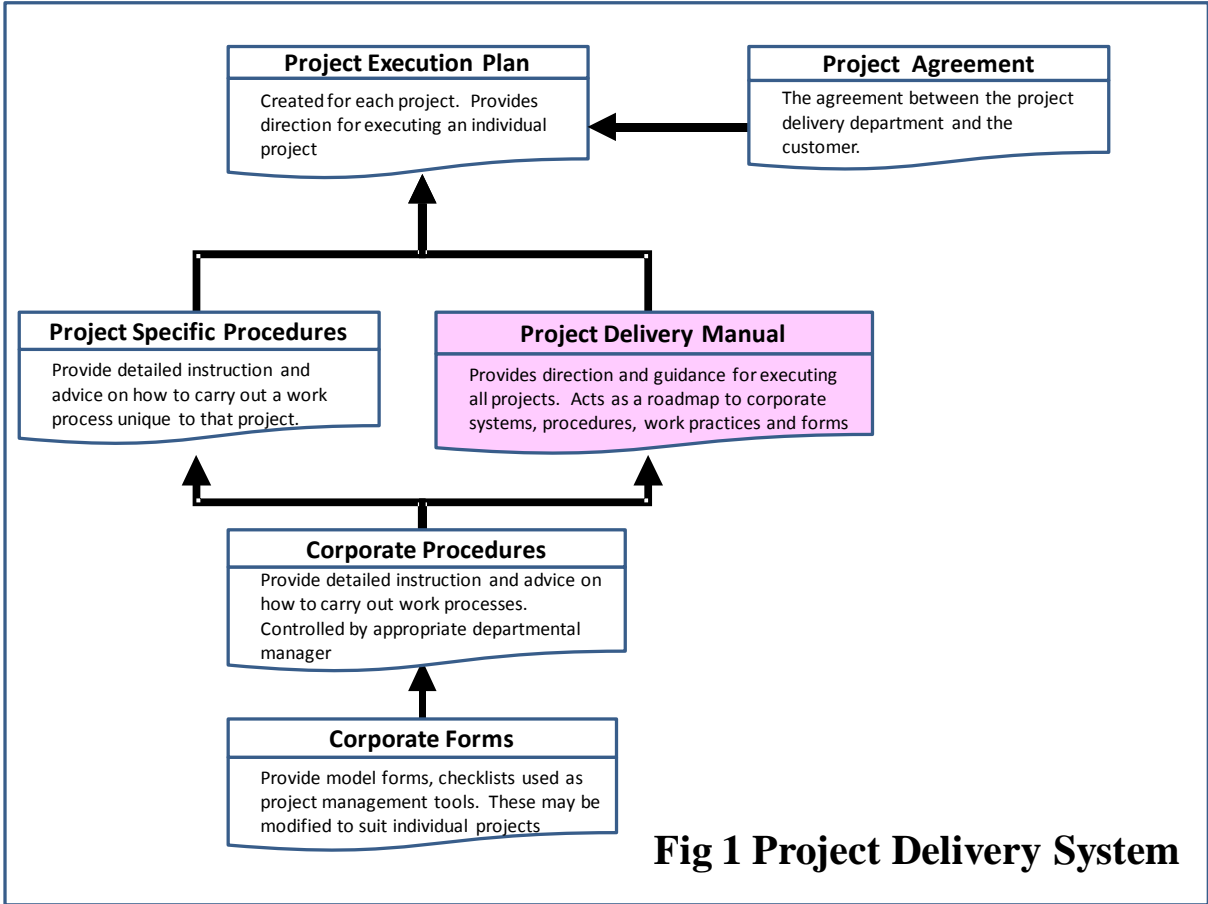 Project Execution Plan
Created for each project. Provides
direction for executing an individual
project
Project Agreement
The agreement between the project
delivery department and the
customer.
Project Specific Procedures
Provide detailed instruction and
advice on how to carry out a work
process unique to that project.
Project Delivery Manual
Provides direction and guidance for executing
all projects. Acts as a roadmap to corporate
systems, procedures, work practices and forms
Corporate Procedures
Provide detailed instruction and advice on
how to carry out work processes.
Controlled by appropriate departmental
manager
Corporate Forms
Provide model forms, checklists used as
project management tools. These may be
modified to suit individual projects
Fig 1 Project Delivery System